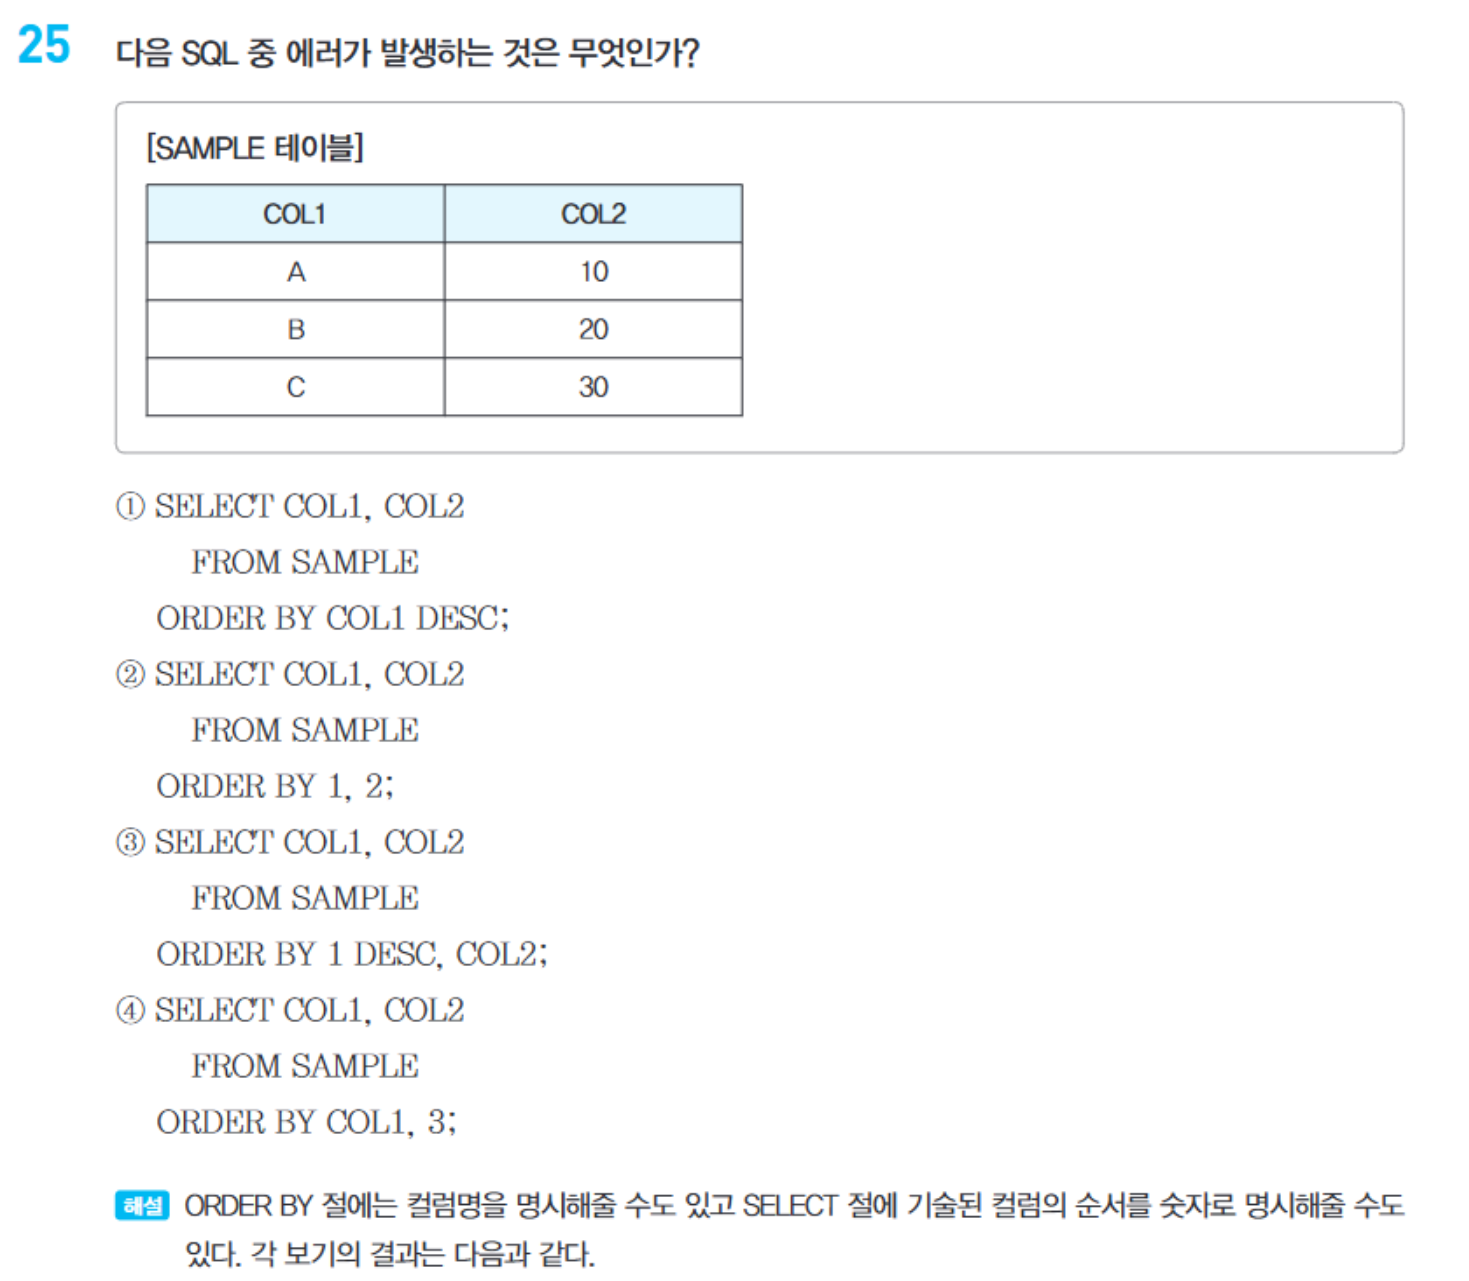 25 다음 SQL 중 에러가 발생하는 것은 무엇인가?
[SAMPLE 테이블]
COL1 COL2
A 10
B 20
C 30
① SELECT COL1, COL2
FROM SAMPLE
ORDER BY COL1 DESC;
② SELECT COL1, COL2
FROM SAMPLE
ORDER BY 1, 2;
③ SELECT COL1, COL2
FROM SAMPLE
ORDER BY 1 DESC, COL2;
④ SELECT COL1, COL2
FROM SAMPLE
ORDER BY COL1, 3;
해설 ORDER BY 절에는 컬럼명을 명시해줄 수도 있고 SELECT 절에 기술된 컬럼의 순서를 숫자로 명시해줄 수도
있다. 각 보기의 결과는 다음과 같다.